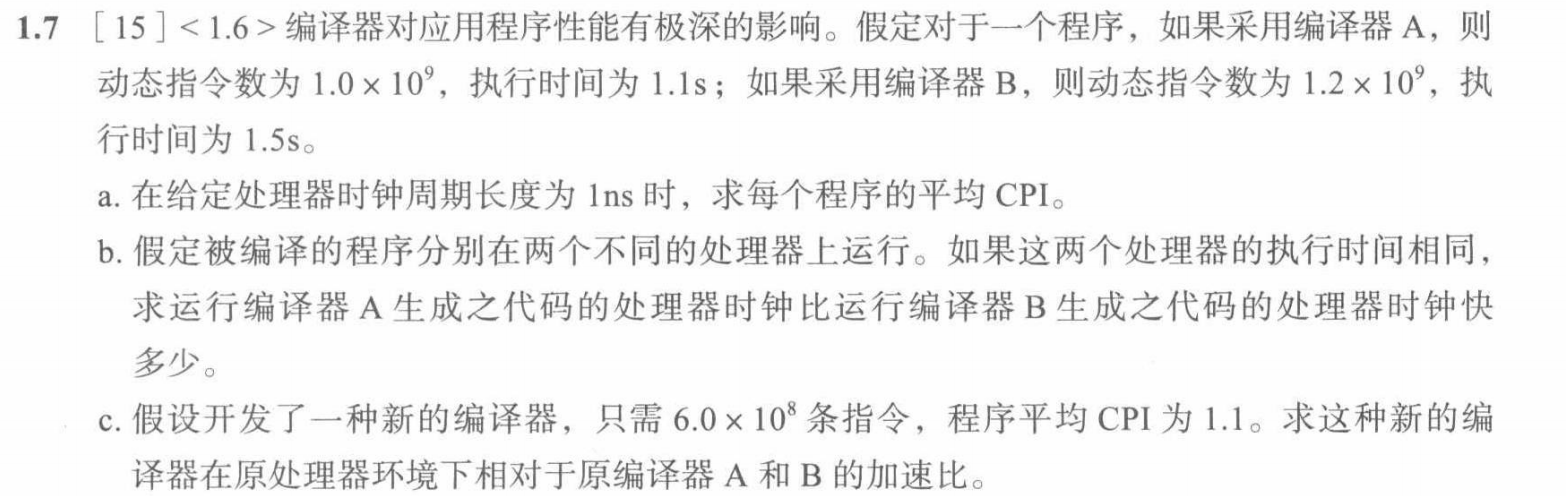 1.7 [15] <1.6> 编译器对应用程序性能有极深的影响。假定对于一个程序，如果采用编译器 A，则
动态指令数为 1.0 × 10⁹，执行时间为 1.1s；如果采用编译器 B，则动态指令数为 1.2 × 10⁹，执
行时间为 1.5s。
a. 在给定处理器时钟周期长度为 1ns 时，求每个程序的平均 CPI。
b. 假定被编译的程序分别在两个不同的处理器上运行。如果这两个处理器的执行时间相同，
求运行编译器 A 生成之代码的处理器时钟比运行编译器 B 生成之代码的处理器时钟快
多少。
c. 假设开发了一种新的编译器，只需 6.0 × 10⁸ 条指令，程序平均 CPI 为 1.1。求这种新的编
译器在原处理器环境下相对于原编译器 A 和 B 的加速比。